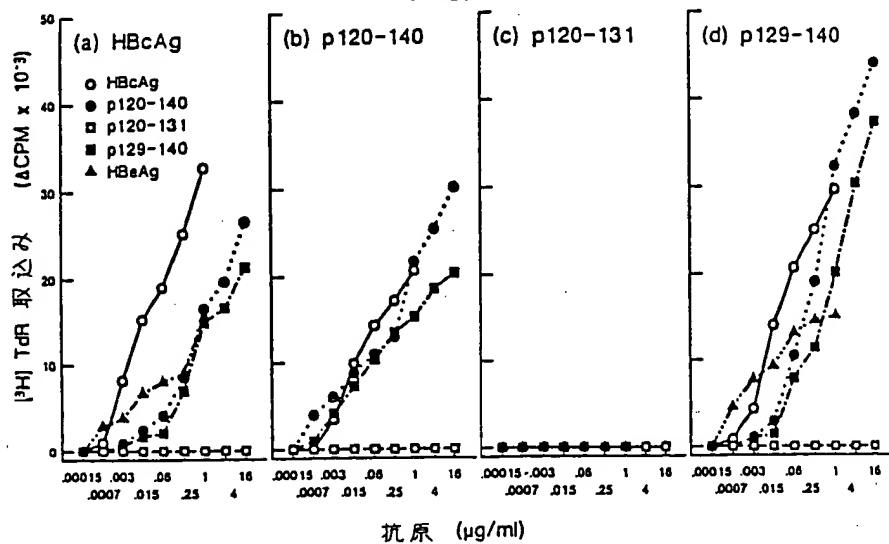 (a) HBcAg
(b) p120-140
(c) p120-131
(d) p129-140
HBcAg
p120-140
p120-131
p129-140
HBeAg
50
40
30
20
10
0
[³H] TdR 取込み (ΔCPM x 10⁻³)
.00015 .003 .06 1 16
.0007 .015 .25 4
.00015 .003 .06 1 16
.0007 .015 .25 4
.00015-.003 .06 1 16
.0007 .015 .25 4
.00015 .003 .06 1 16
.0007 .015 .25 4
抗原 (µg/ml)